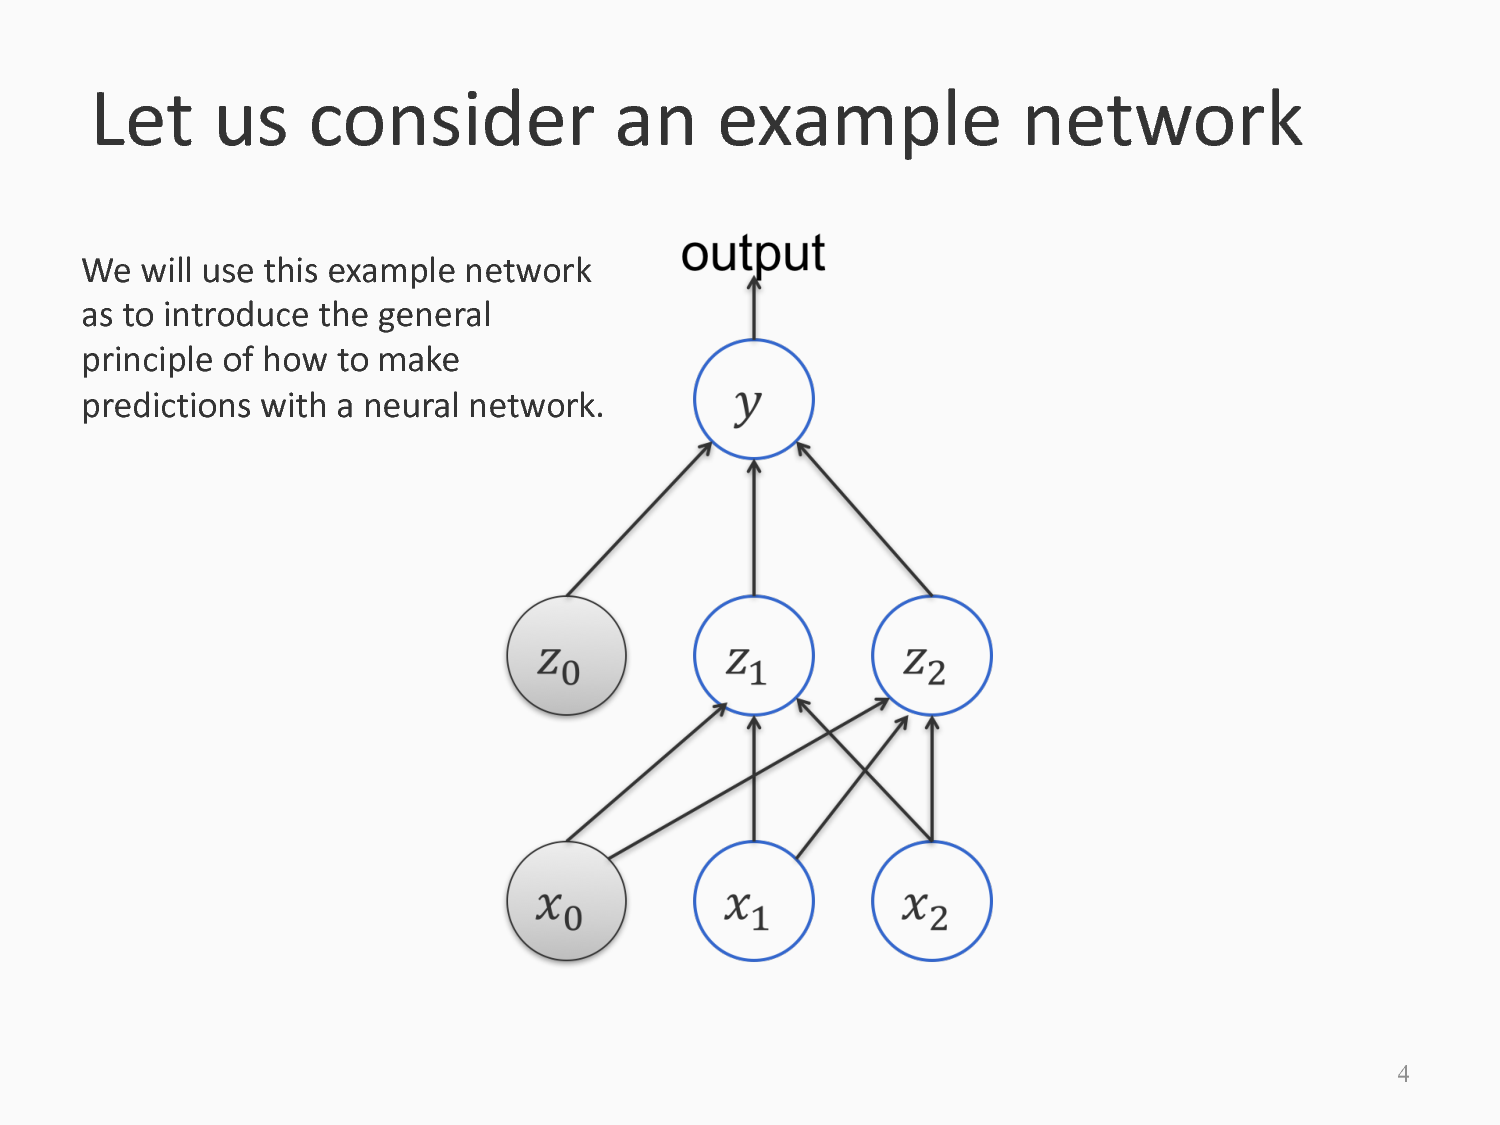 Let us consider an example network
We will use this example network
as to introduce the general
principle of how to make
predictions with a neural network.
output
y
z₀ z₁ z₂
x₀ x₁ x₂
4